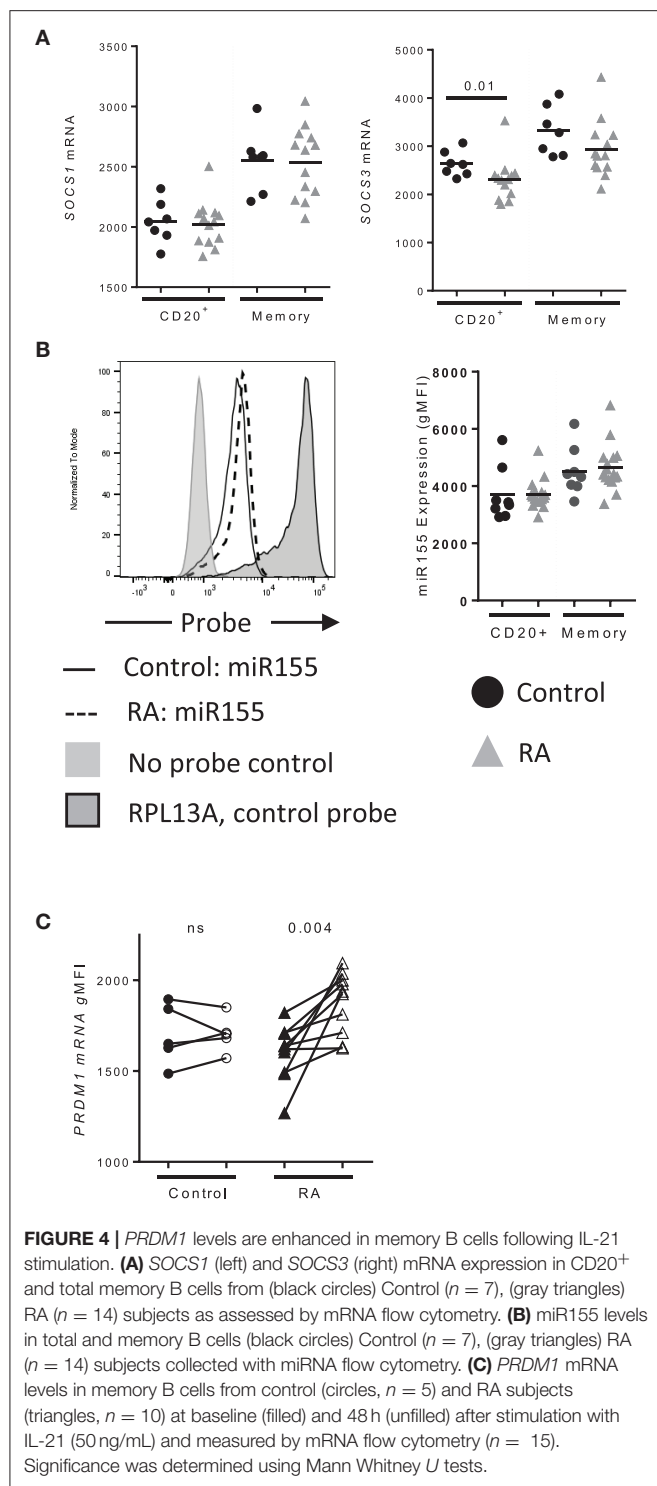 A
SOCS1 mRNA
3500
3000
2500
2000
1500
CD20+
Memory
SOCS3 mRNA
5000
4000
3000
2000
1000
0
0.01
CD20+
Memory
B
Normalized To Mode
100
80
60
40
20
0
-10³
0
10³
10⁴
10⁵
Probe
Control: miR155
RA: miR155
No probe control
RPL13A, control probe
miR155 Expression (gMFI)
8000
6000
4000
2000
0
CD20+
Memory
Control
RA
C
PRDM1 mRNA gMFI
ns
0.004
2000
1500
1000
Control
RA
FIGURE 4 | PRDM1 levels are enhanced in memory B cells following IL-21
stimulation. (A) SOCS1 (left) and SOCS3 (right) mRNA expression in CD20+
and total memory B cells from (black circles) Control (n = 7), (gray triangles)
RA (n = 14) subjects as assessed by mRNA flow cytometry. (B) miR155 levels
in total and memory B cells (black circles) Control (n = 7), (gray triangles) RA
(n = 14) subjects collected with miRNA flow cytometry. (C) PRDM1 mRNA
levels in memory B cells from control (circles, n = 5) and RA subjects
(triangles, n = 10) at baseline (filled) and 48 h (unfilled) after stimulation with
IL-21 (50 ng/mL) and measured by mRNA flow cytometry (n = 15).
Significance was determined using Mann Whitney U tests.